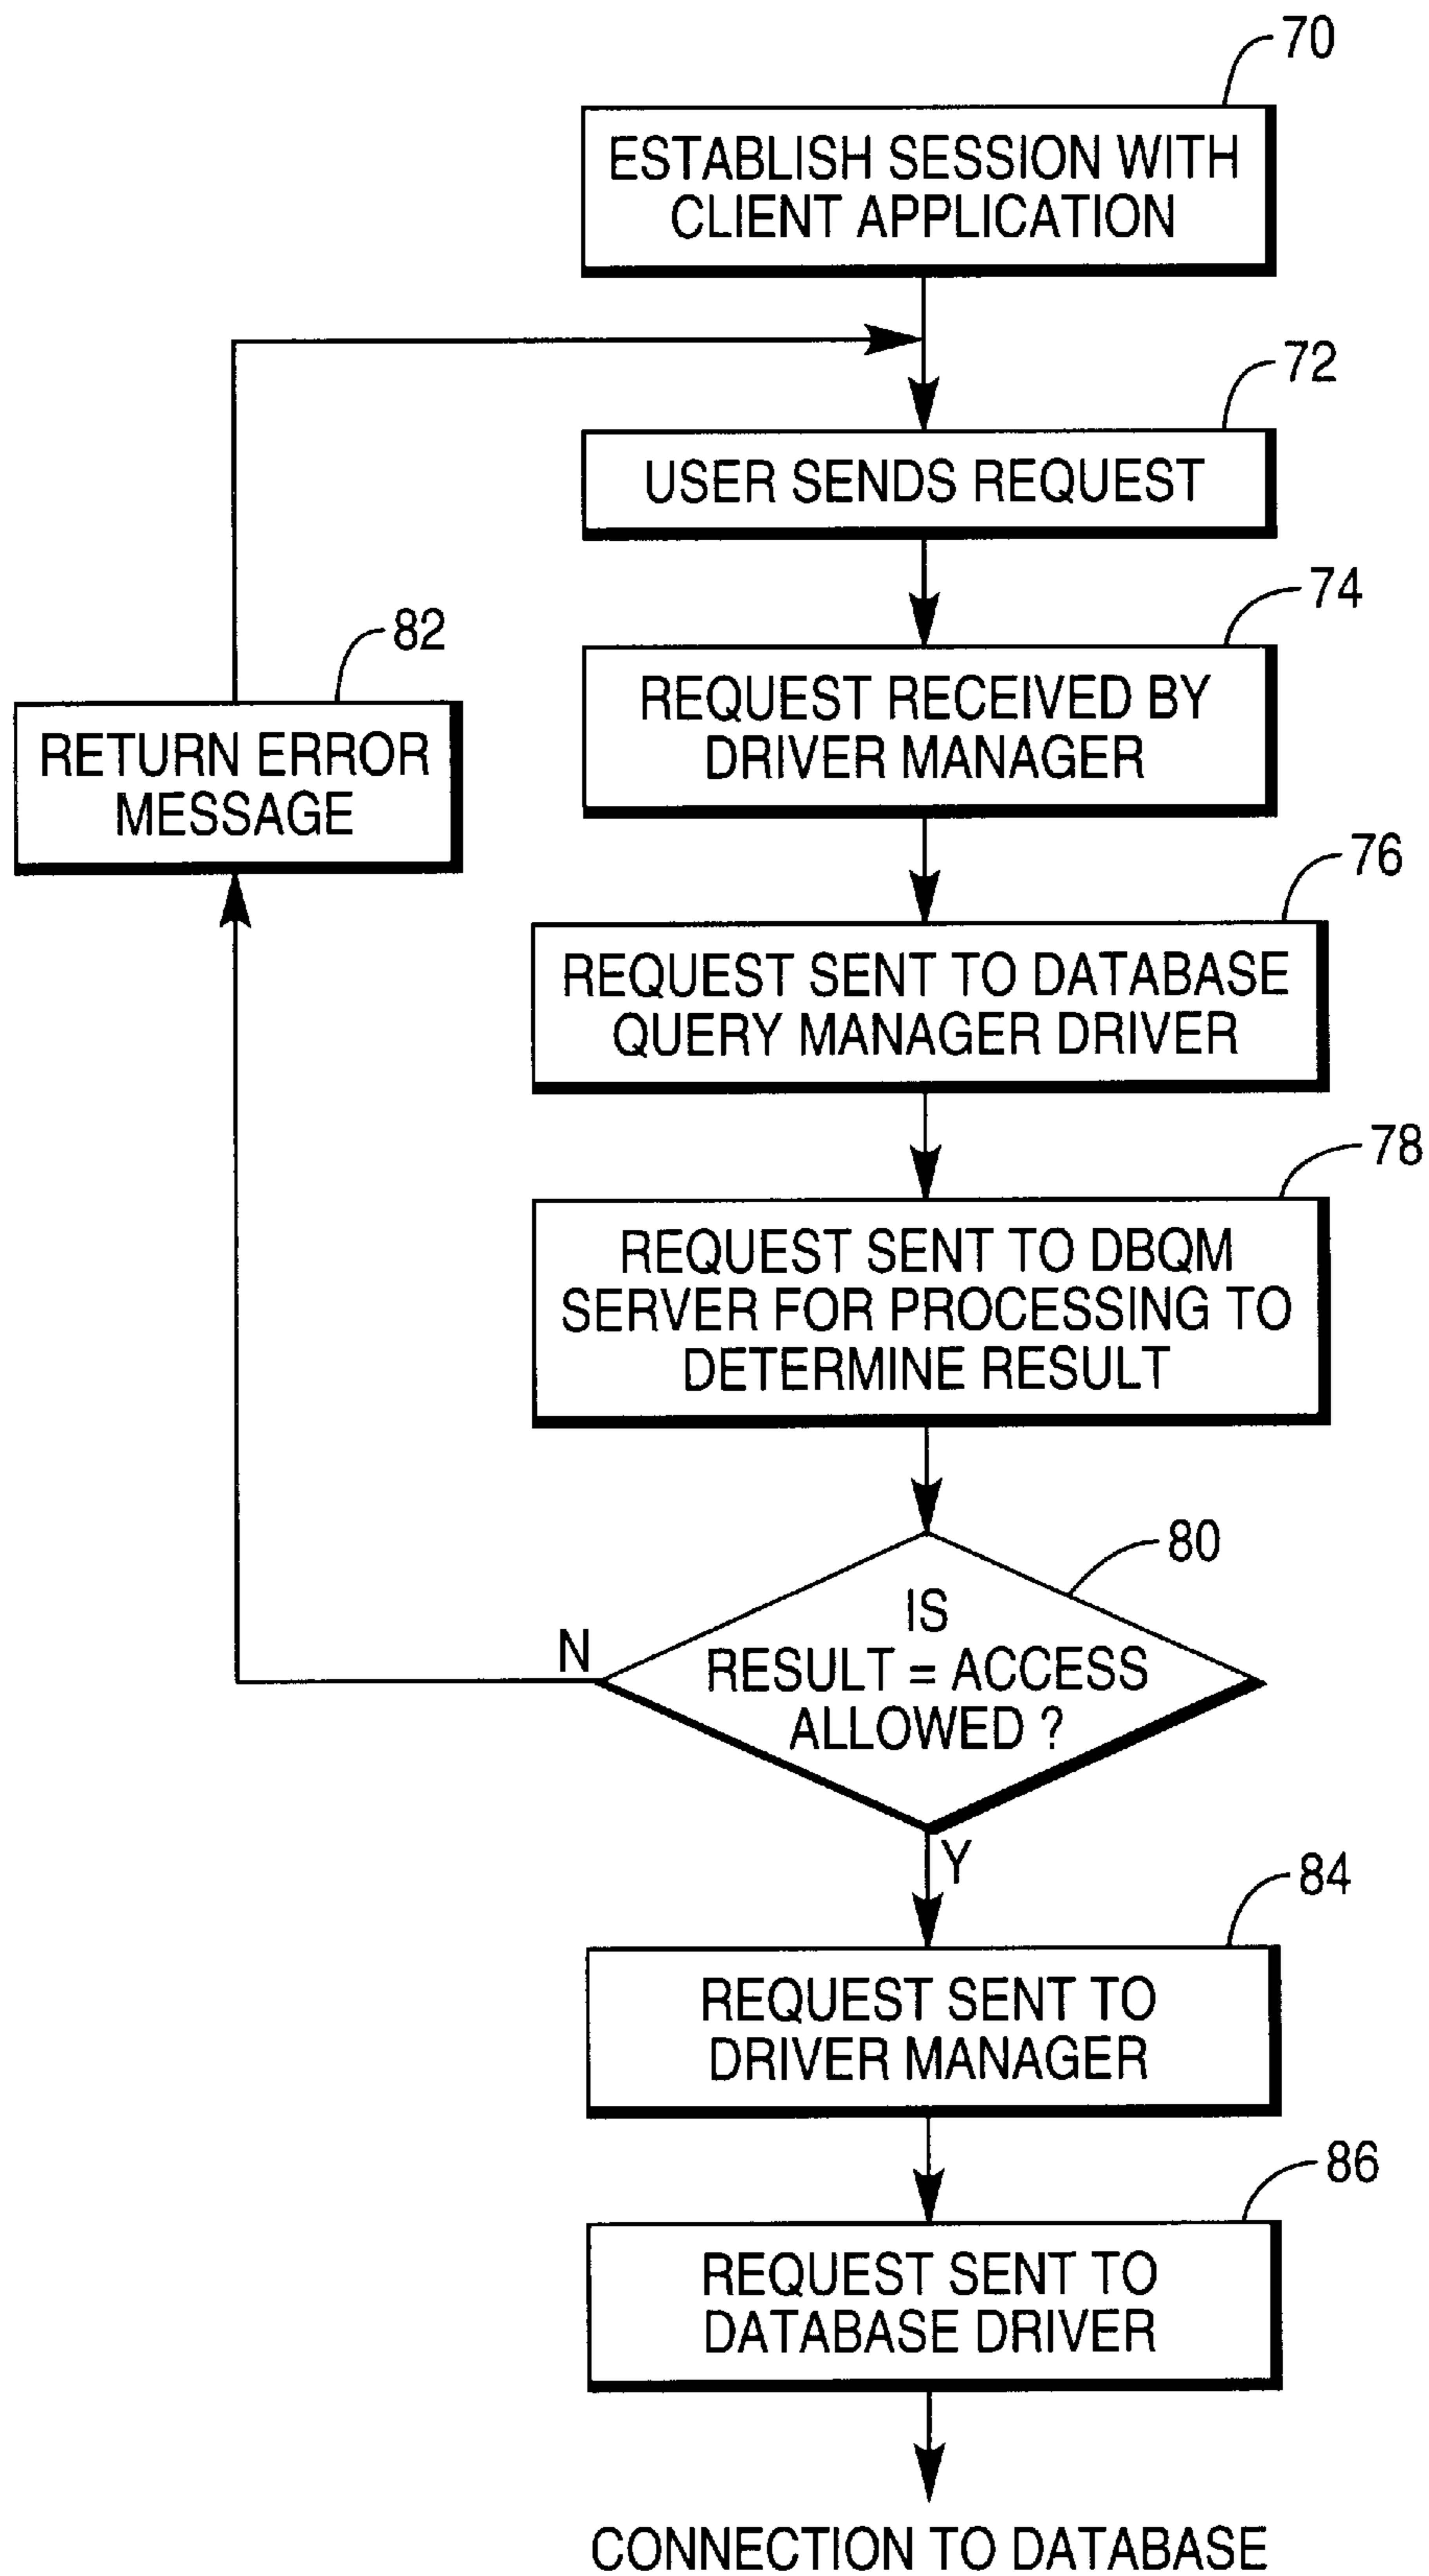 70
ESTABLISH SESSION WITH
CLIENT APPLICATION
72
USER SENDS REQUEST
74
REQUEST RECEIVED BY
DRIVER MANAGER
82
RETURN ERROR
MESSAGE
76
REQUEST SENT TO DATABASE
QUERY MANAGER DRIVER
78
REQUEST SENT TO DBQM
SERVER FOR PROCESSING TO
DETERMINE RESULT
80
IS
RESULT = ACCESS
ALLOWED ?
N
Y
84
REQUEST SENT TO
DRIVER MANAGER
86
REQUEST SENT TO
DATABASE DRIVER
CONNECTION TO DATABASE